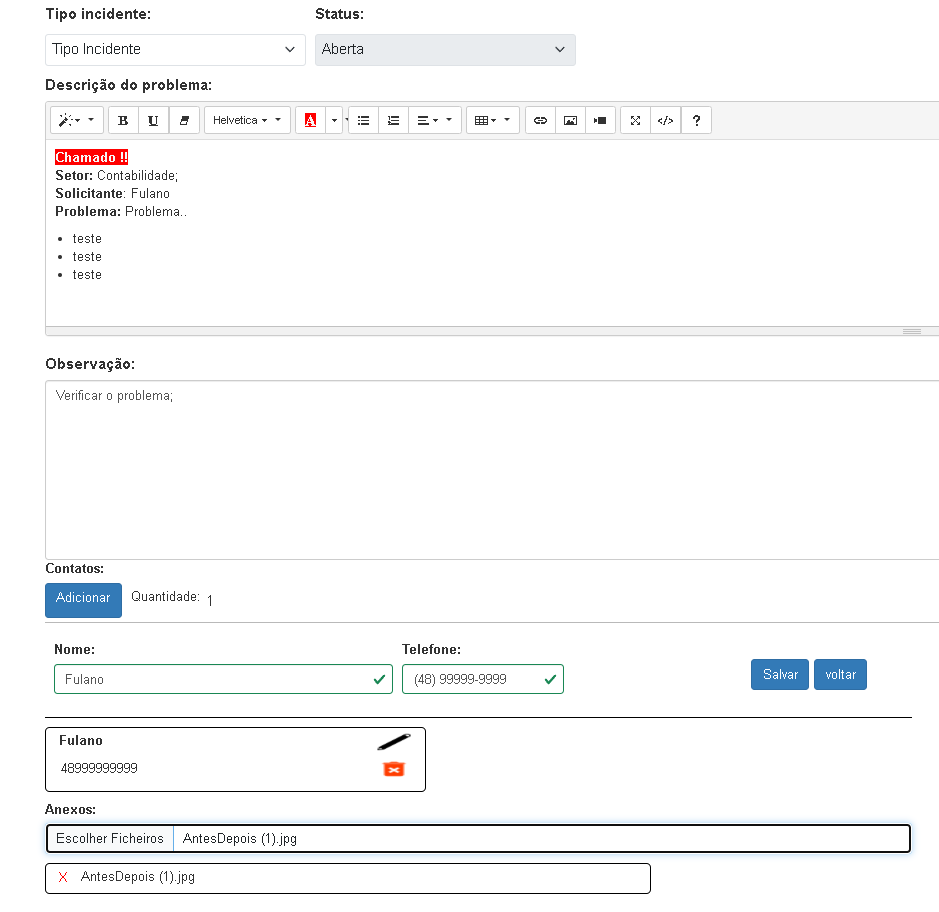 Tipo incidente: Status:
Tipo Incidente Aberta
Descrição do problema:
B U Helvetica A </> ?
Chamado !!
Setor: Contabilidade;
Solicitante: Fulano
Problema: Problema..
• teste
• teste
• teste
Observação:
Verificar o problema;
Contatos:
Adicionar Quantidade: 1
Nome: Telefone:
Fulano (48) 99999-9999 Salvar voltar
Fulano
48999999999
Anexos:
Escolher Ficheiros AntesDepois (1).jpg
X AntesDepois (1).jpg